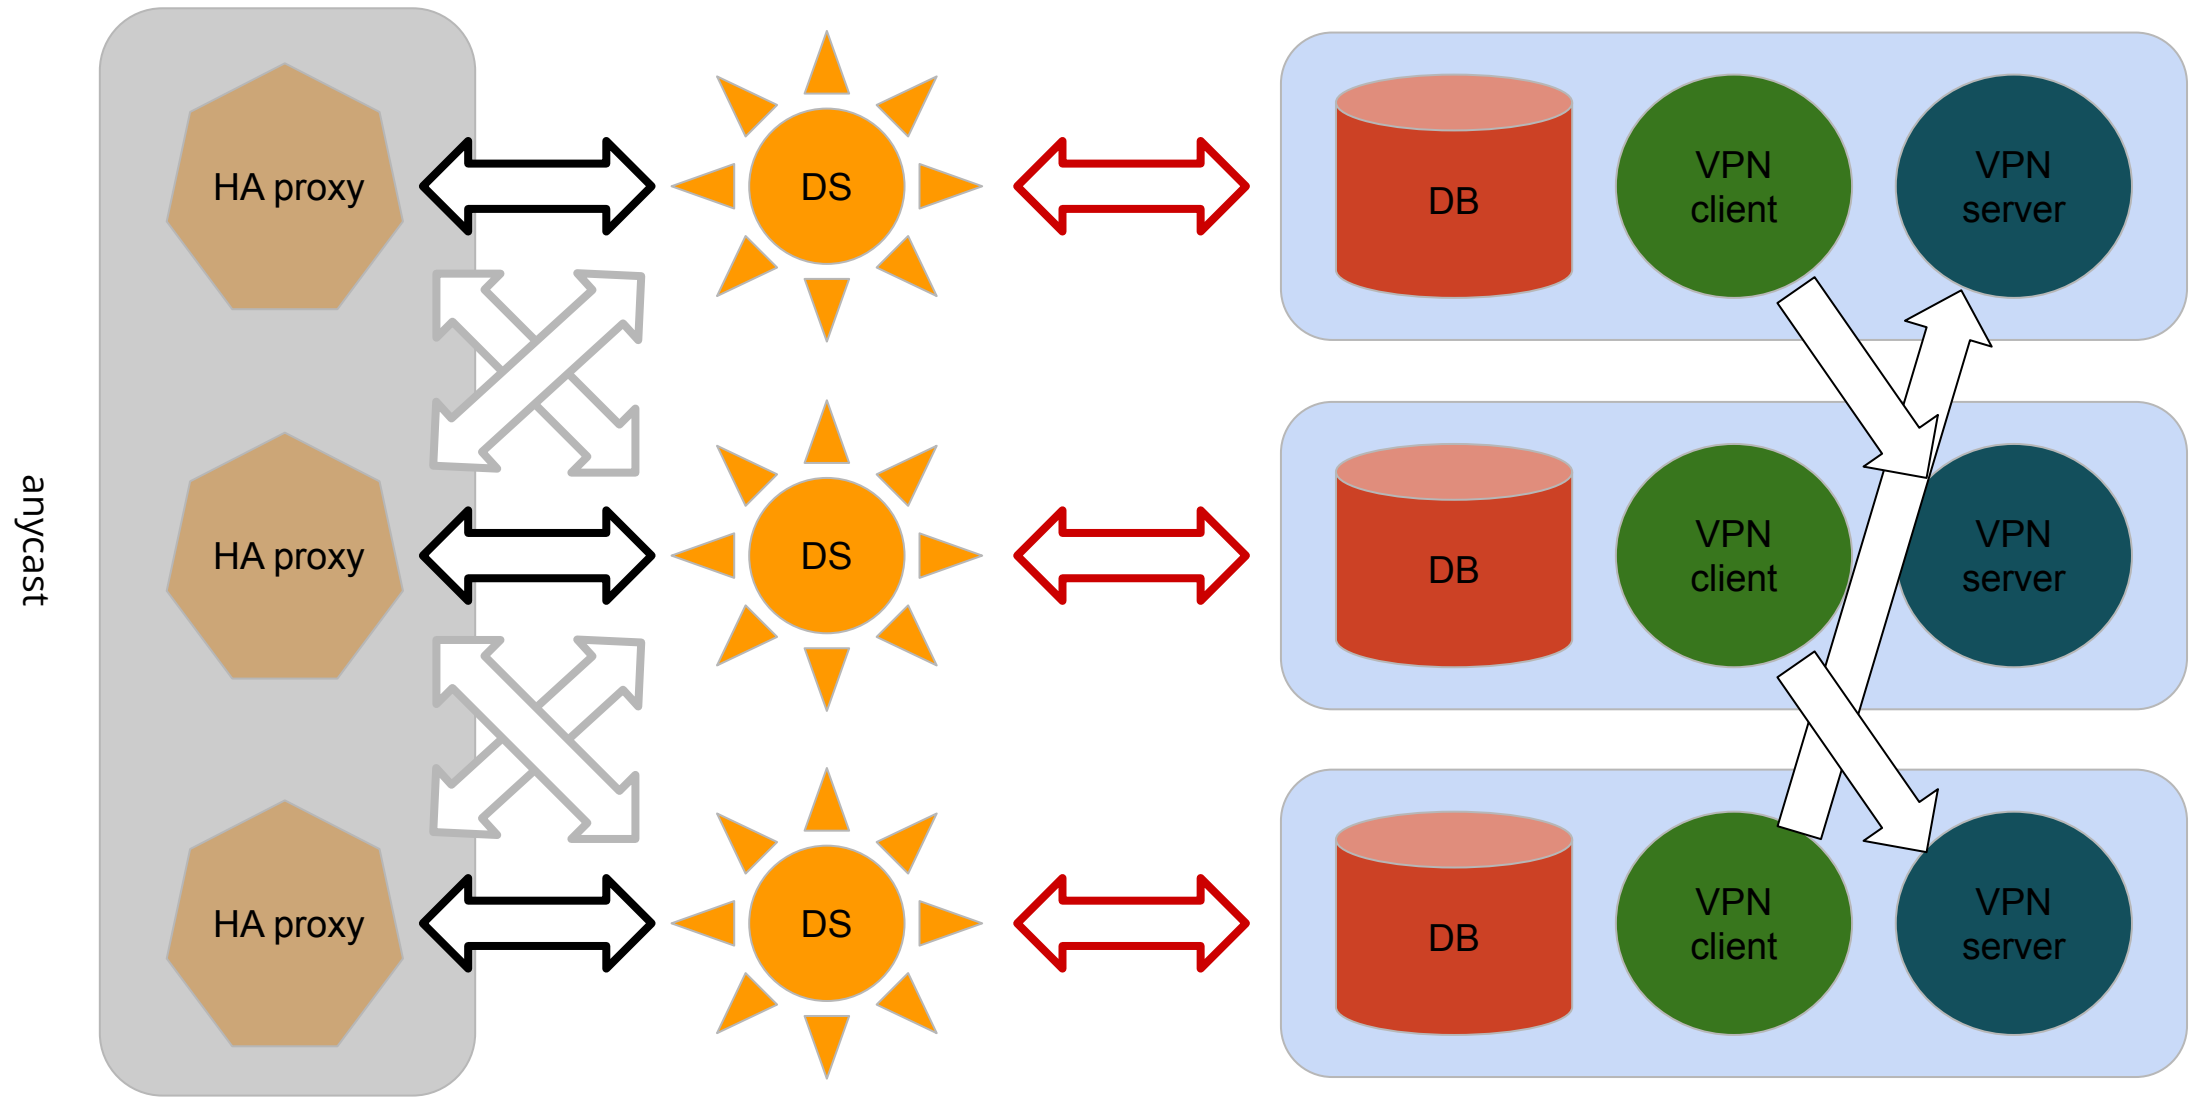 anycast
HA proxy
DS
DB
VPN
client
VPN
server
HA proxy
DS
DB
VPN
client
VPN
server
HA proxy
DS
DB
VPN
client
VPN
server